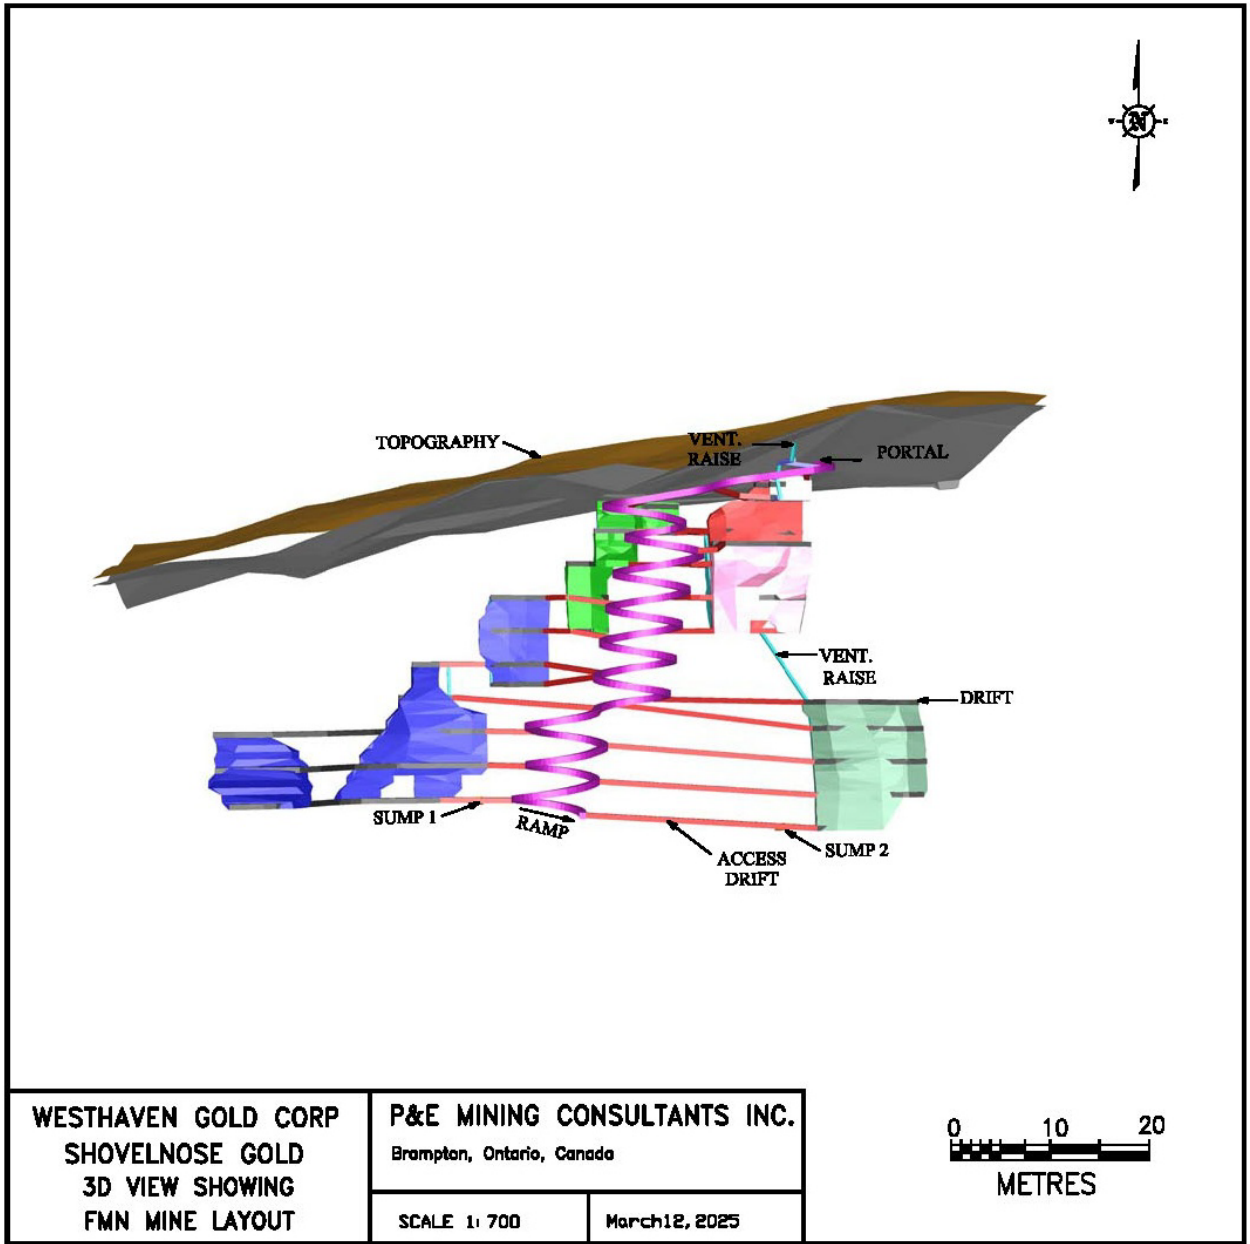 N
TOPOGRAPHY
VENT.
RAISE
PORTAL
VENT.
RAISE
DRIFT
SUMP 1
RAMP
ACCESS
DRIFT
SUMP 2
WESTHAVEN GOLD CORP
SHOVELNOSE GOLD
3D VIEW SHOWING
FMN MINE LAYOUT
P&E MINING CONSULTANTS INC.
Brampton, Ontario, Canada
SCALE 1: 700
March12, 2025
0 10 20
METRES